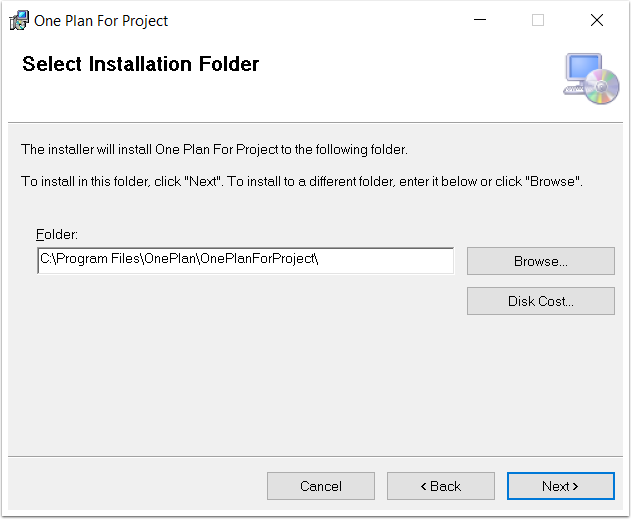 One Plan For Project
Select Installation Folder
The installer will install One Plan For Project to the following folder.
To install in this folder, click "Next". To install to a different folder, enter it below or click "Browse".
Folder:
C:\Program Files\OnePlan\OnePlanForProject\
Browse...
Disk Cost...
Cancel
< Back
Next >